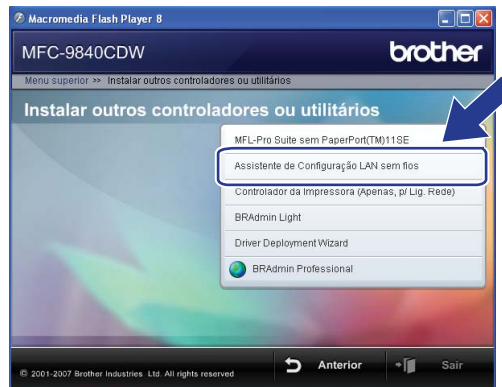 Macromedia Flash Player 8
MFC-9840CDW
brother
Menu superior >> Instalar outros controladores ou utilitários
Instalar outros controladores ou utilitários
MFL-Pro Suite sem PaperPort(TM)11SE
Assistente de Configuração LAN sem fios
Controlador da Impressora (Apenas, p/ Lig. Rede)
BRAdmin Light
Driver Deployment Wizard
BRAdmin Professional
© 2001-2007 Brother Industries Ltd. All rights reserved
Anterior
Sair